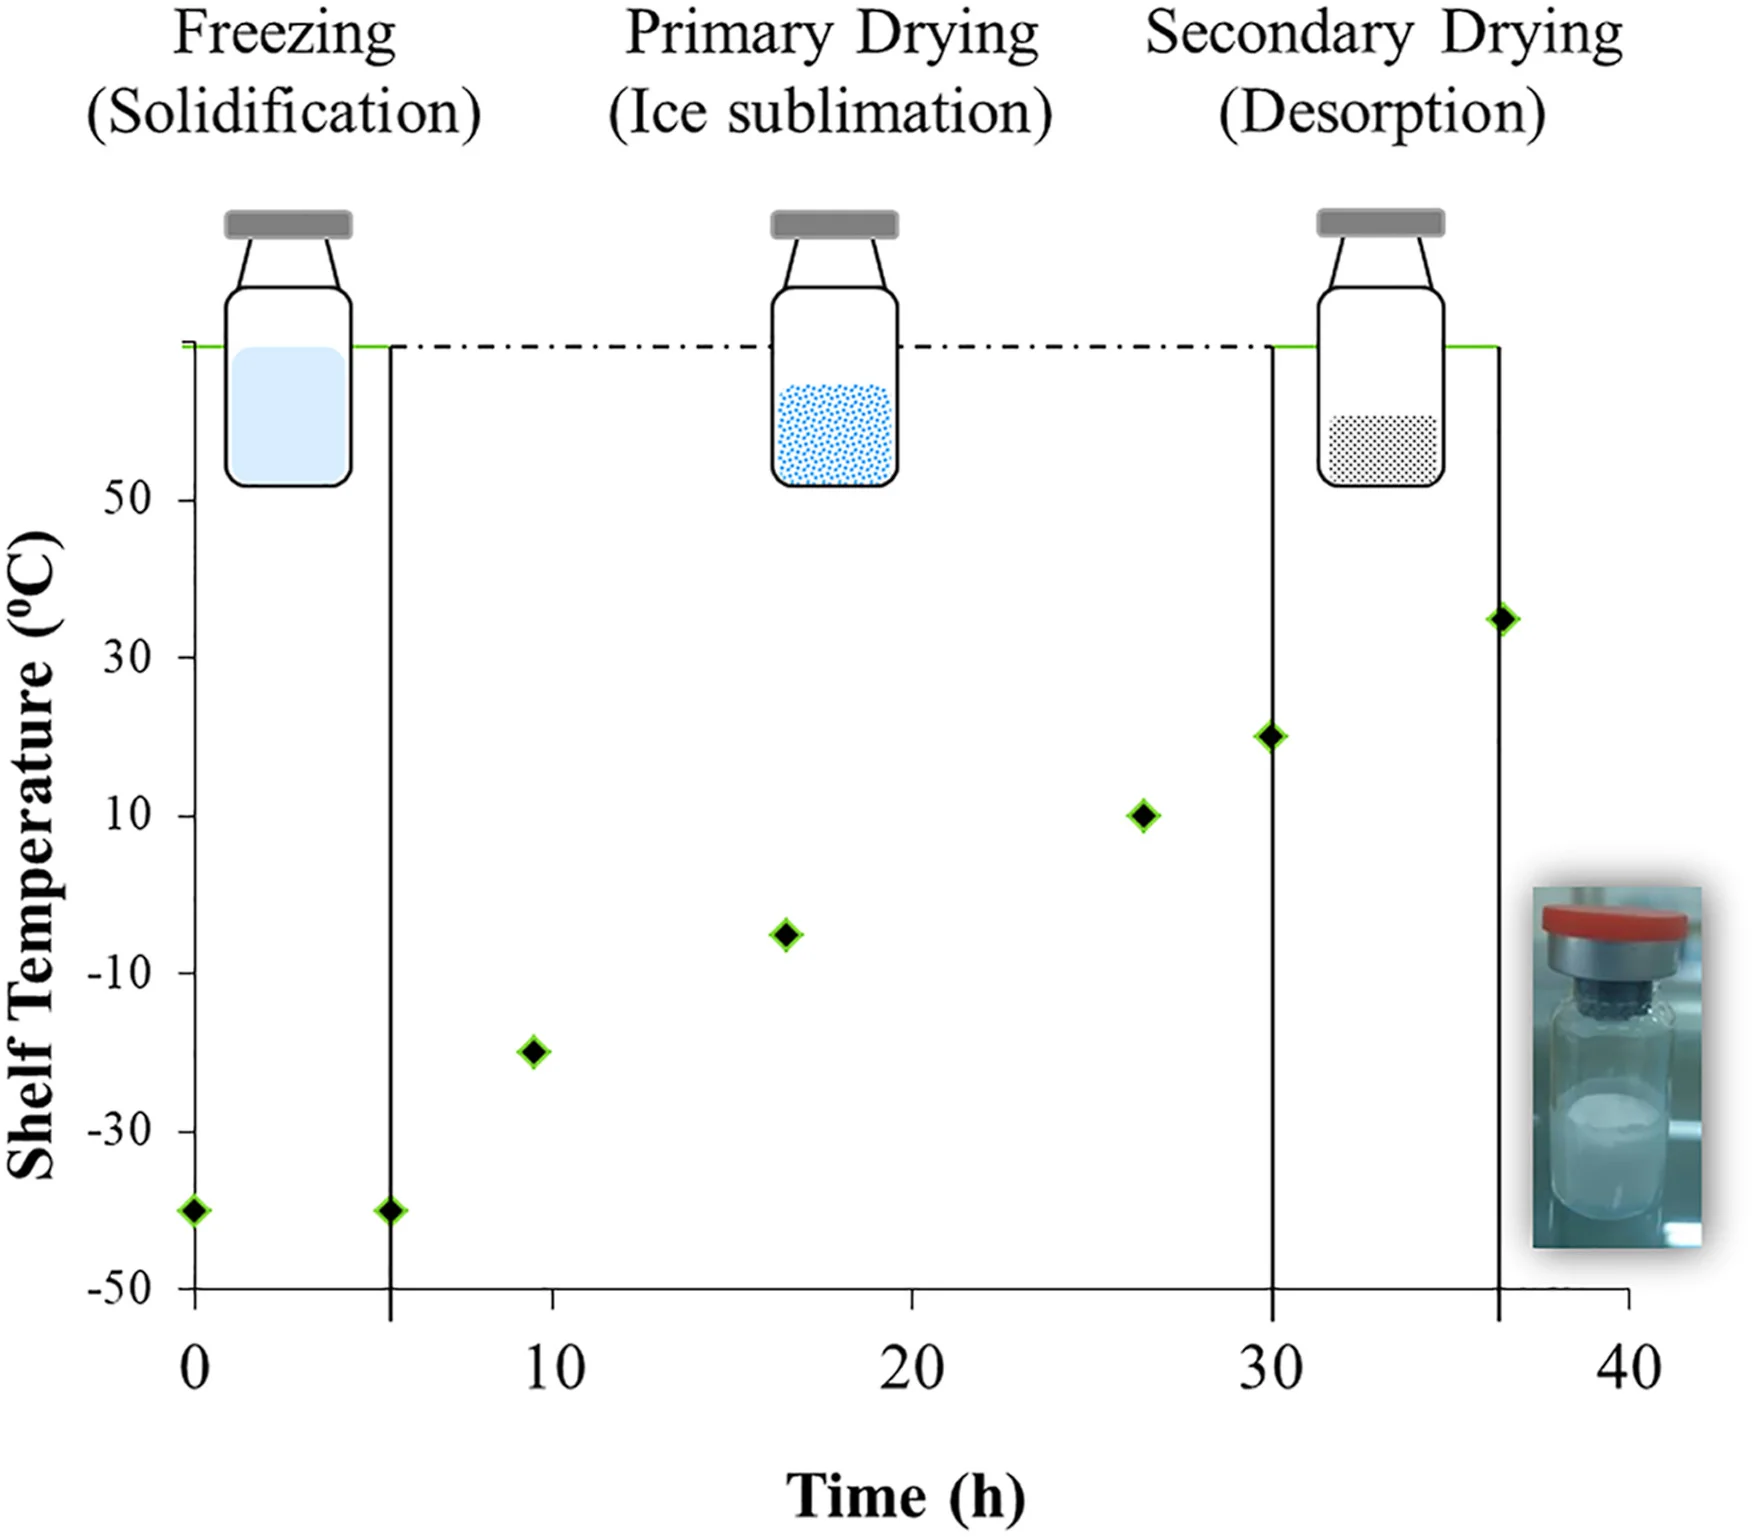 Freezing
(Solidification)
Primary Drying
(Ice sublimation)
Secondary Drying
(Desorption)
Shelf Temperature (⁰C)
50
30
10
-10
-30
-50
0
10
20
30
40
Time (h)